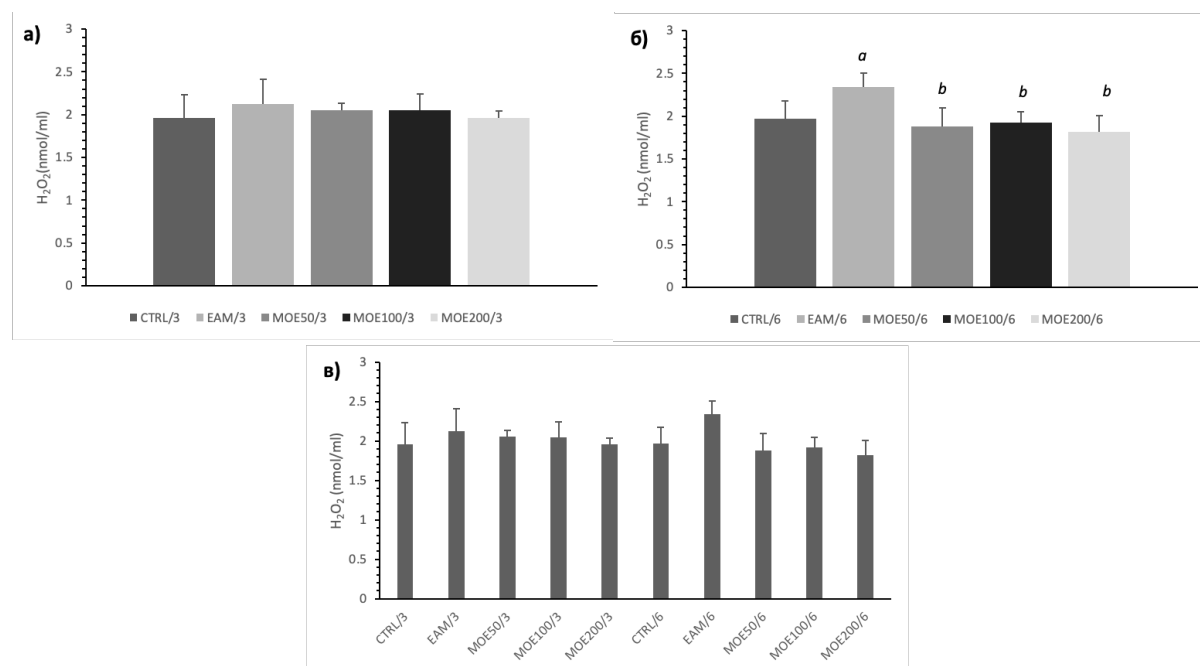 а)
3
2.5
2
1.5
1
0.5
0
H₂O₂(nmol/ml)
CTRL/3 EAM/3 MOE50/3 MOE100/3 MOE200/3
б)
3
2.5
2
1.5
1
0.5
0
H₂O₂ (nmol/ml)
a
b
b
b
CTRL/6 EAM/6 MOE50/6 MOE100/6 MOE200/6
в)
3
2.5
2
1.5
1
0.5
0
H₂O₂ (nmol/ml)
CTRL/3
EAM/3
MOE50/3
MOE100/3
MOE200/3
CTRL/6
EAM/6
MOE50/6
MOE100/6
MOE200/6